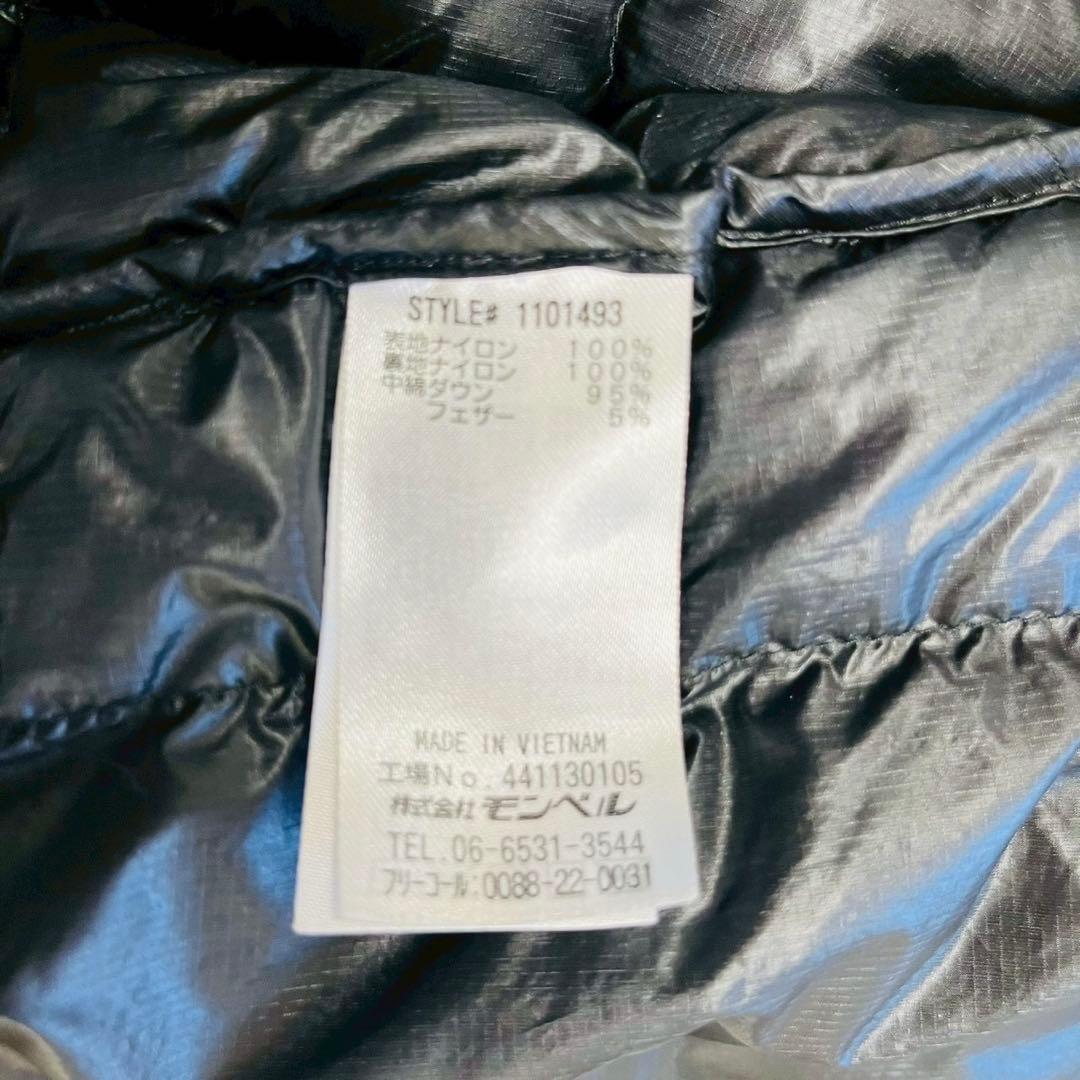 STYLE# 1101493
表地ナイロン 100%
裏地ナイロン 100%
中綿ダウン 95%
フェザー 5%
MADE IN VIETNAM
工場No. 441130105
株式会社モンベル
TEL. 06-6531-3544
フリーコール:0088-22-0031